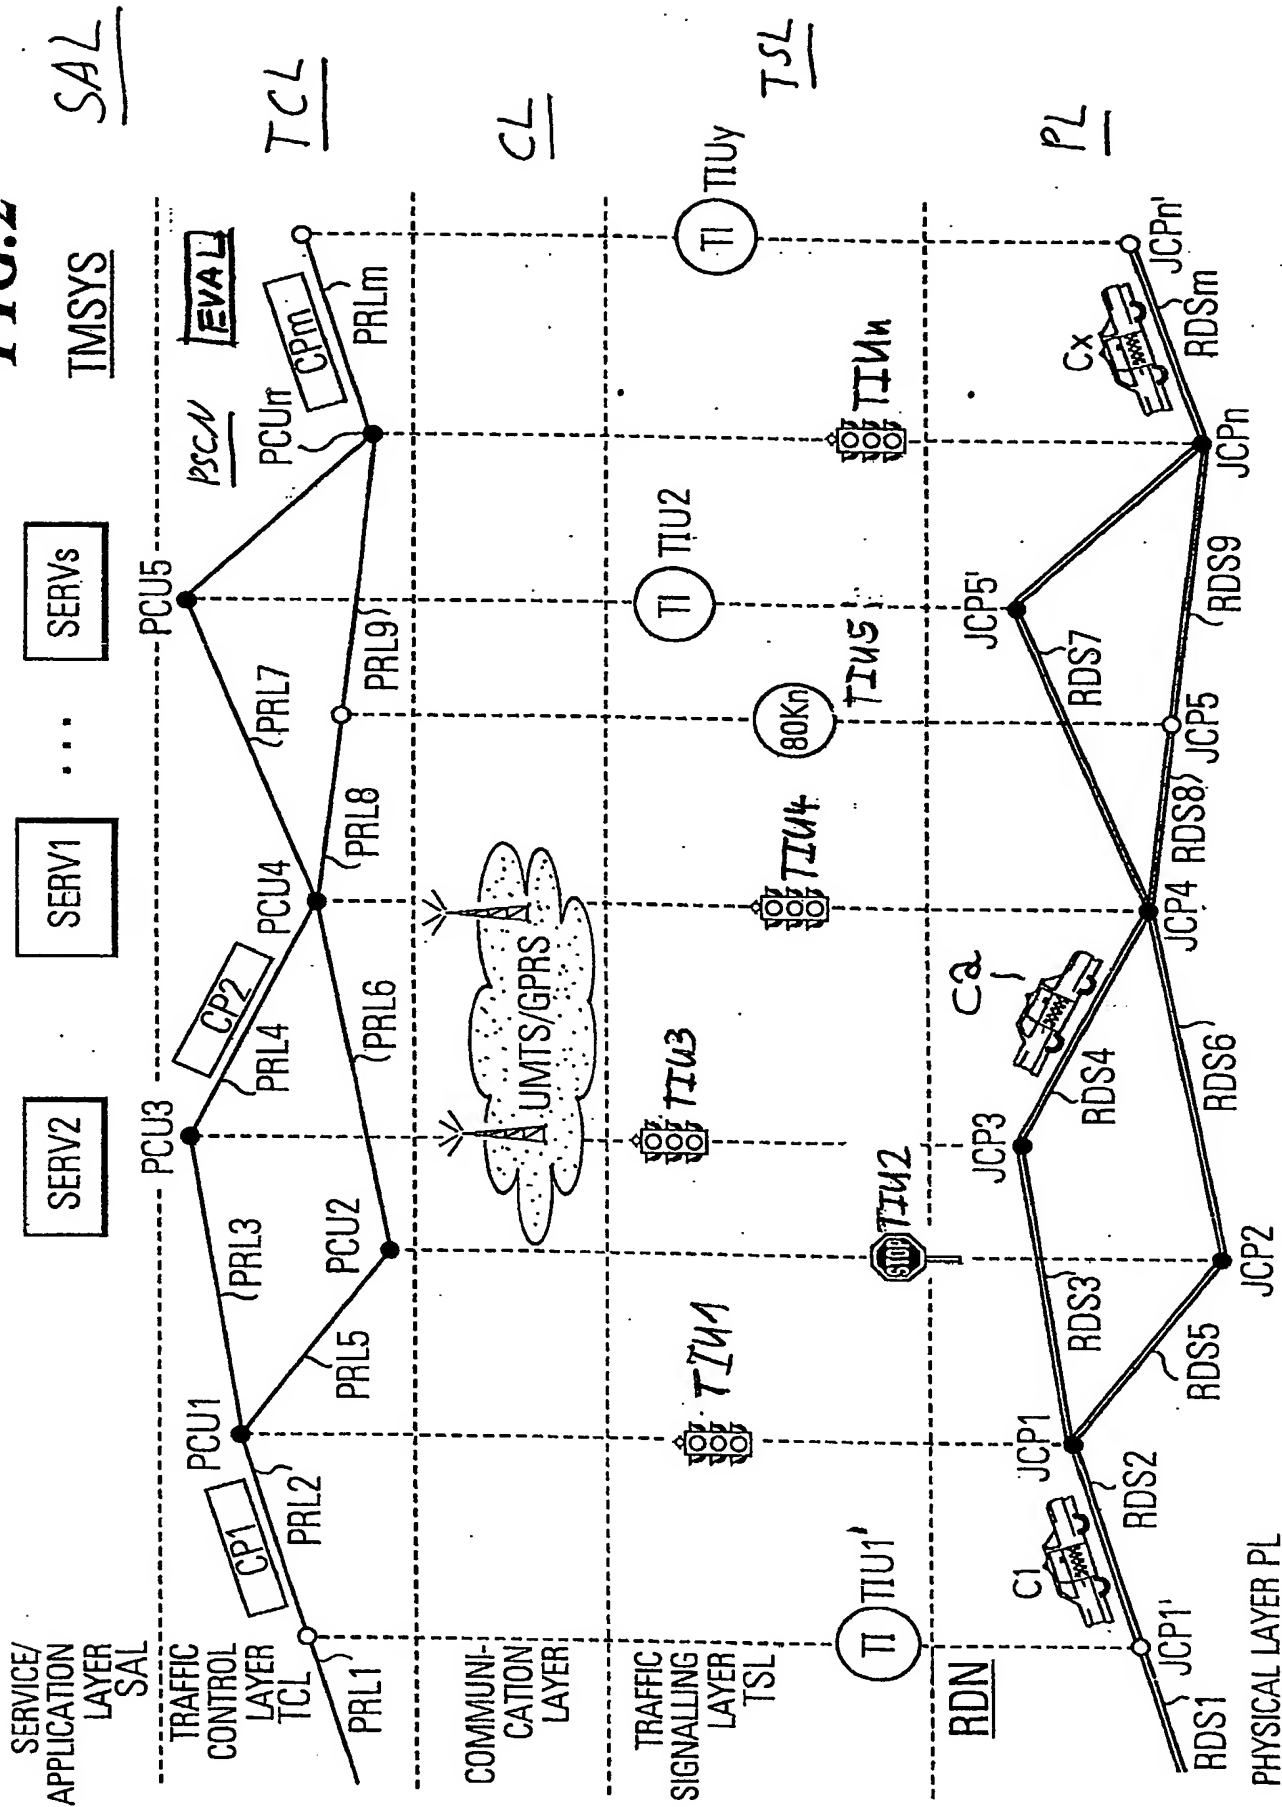 FIG.2
TMSYS
SERVICE/
APPLICATION
LAYER
SAL
SERV2
SERV1
...
SERVs
SAL
TRAFFIC
CONTROL
LAYER
TCL
PRL1
CP1
PRL2
PCU1
PRL3
PRL5
PCU2
PCU3
CP2
PRL4
PRL6
PCU4
PRL7
PRL8
PCU5
PRL9
PSCN
PCUn
EVAL
CPm
PRLm
TCL
COMMUNI-
CATION
LAYER
UMTS/GPRS
CL
TRAFFIC
SIGNALLING
LAYER
TSL
TI
TIU1'
TIU1
STOP
TIU2
TIU3
TIU4
80Kn
TIU5
TI
TIU2
TIUn
TI
TIUy
TSL
RDN
RDS1
JCP1'
C1
RDS2
JCP1
RDS3
RDS5
JCP2
JCP3
RDS4
Ca
RDS6
JCP4
RDS7
RDS8
JCP5
JCP5'
RDS9
JCPn
Cx
RDSm
JCPn'
PL
PHYSICAL LAYER PL